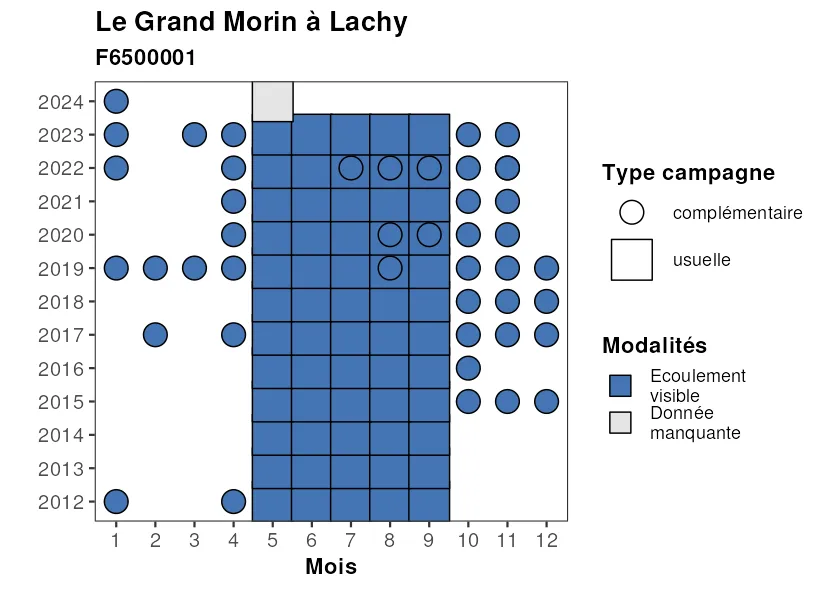 Le Grand Morin à Lachy
F6500001
2024
2023
2022
2021
2020
2019
2018
2017
2016
2015
2014
2013
2012
1 2 3 4 5 6 7 8 9 10 11 12
Mois
Type campagne
complémentaire
usuelle
Modalités
Ecoulement
visible
Donnée
manquante